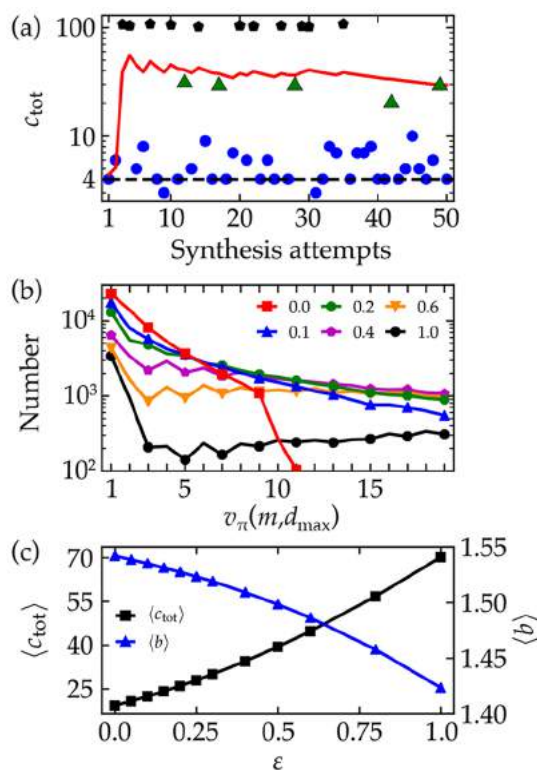 (a)
100
10
4
c_tot
1 10 20 30 40 50
Synthesis attempts
(b)
0.0 0.2 0.6
0.1 0.4 1.0
10^4
10^3
10^2
Number
1 5 10 15
v_π(m,d_max)
(c)
70
55
40
25
⟨c_tot⟩
⟨c_tot⟩
⟨b⟩
1.55
1.50
1.45
1.40
⟨b⟩
0.0 0.25 0.5 0.75 1.0
ε